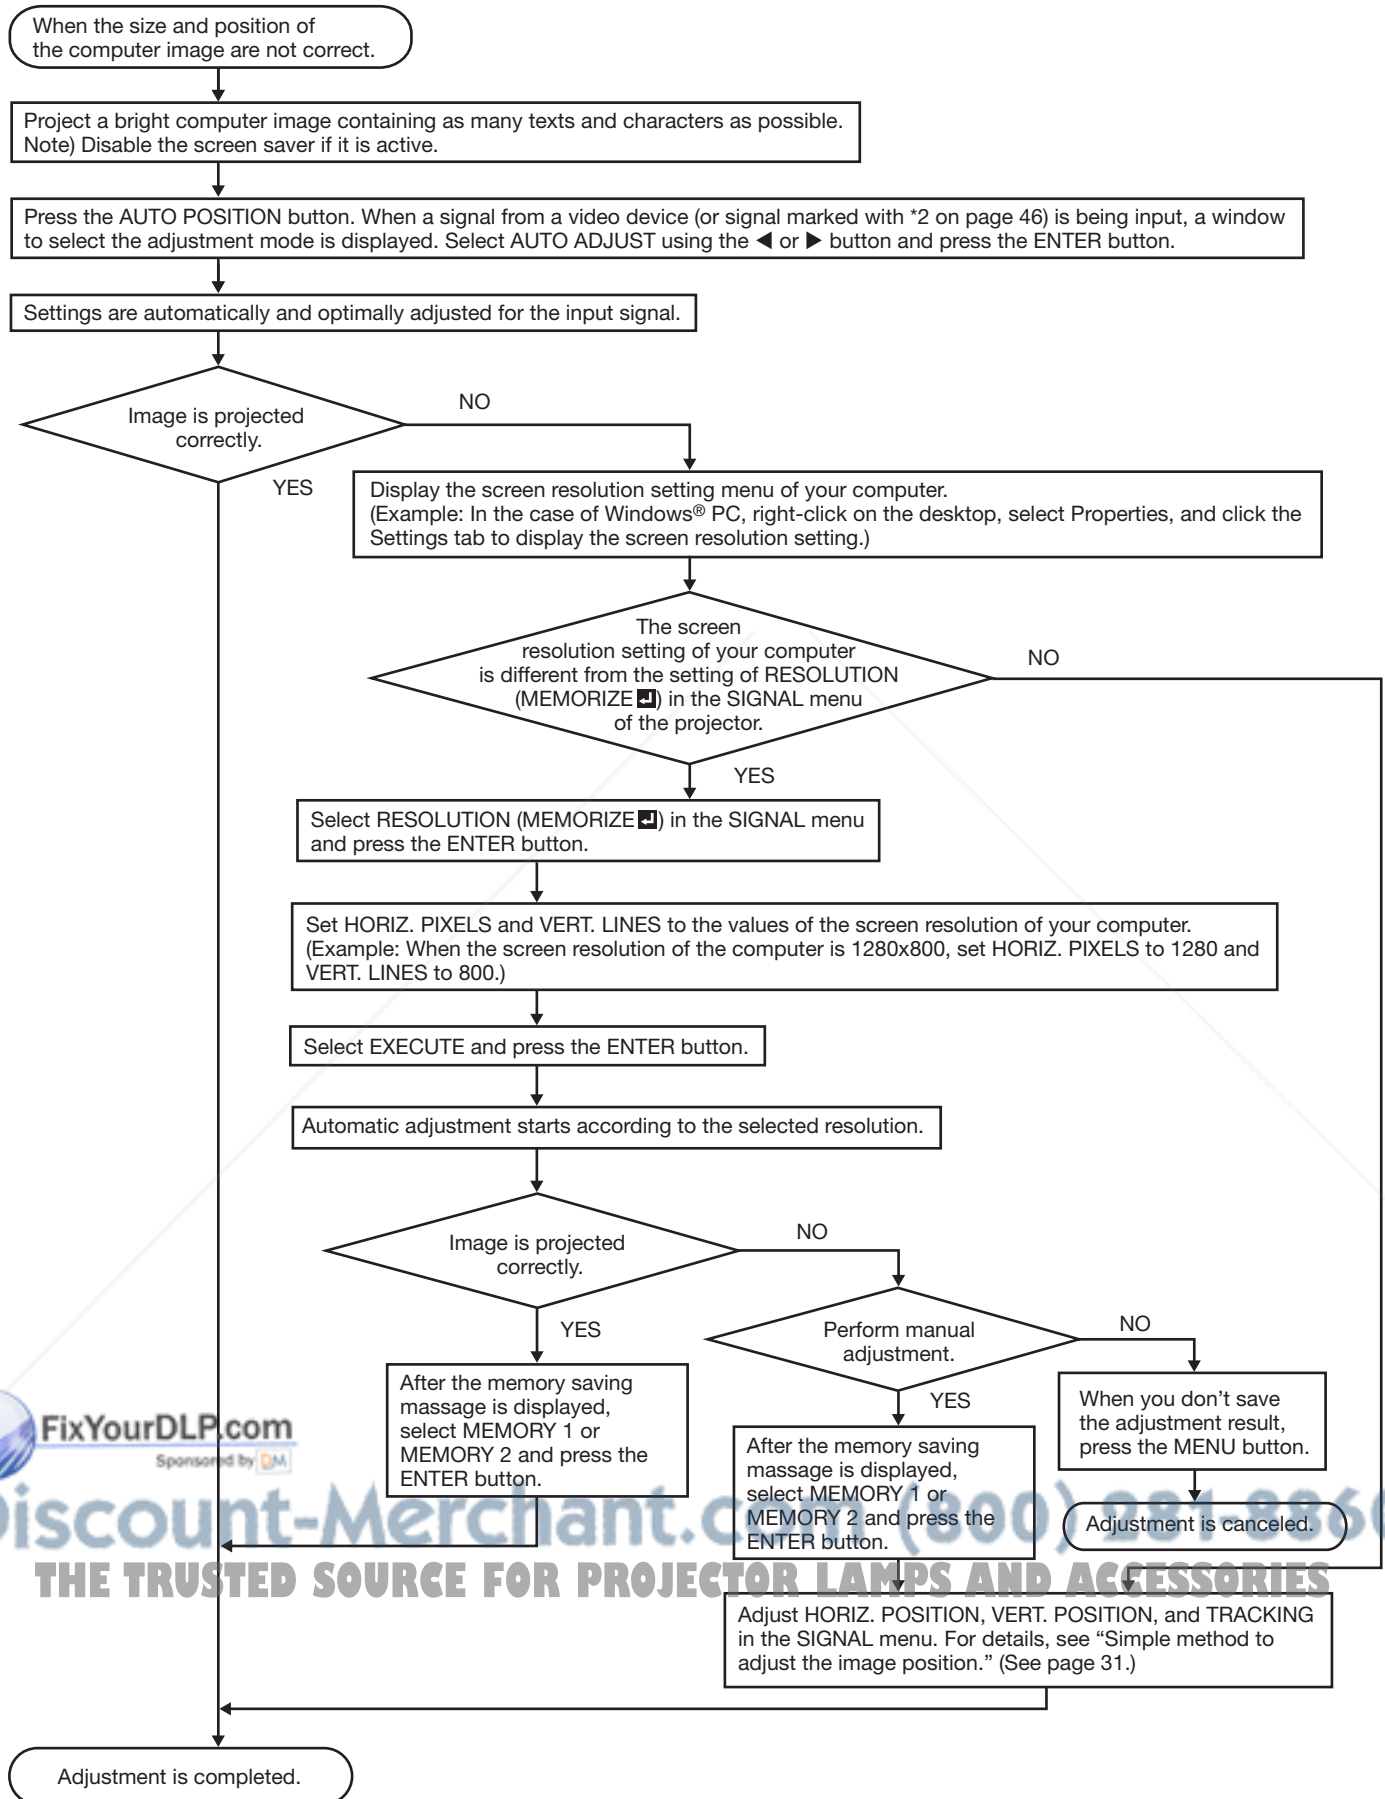 When the size and position of
the computer image are not correct.
Project a bright computer image containing as many texts and characters as possible.
Note) Disable the screen saver if it is active.
Press the AUTO POSITION button. When a signal from a video device (or signal marked with *2 on page 46) is being input, a window
to select the adjustment mode is displayed. Select AUTO ADJUST using the ◀ or ▶ button and press the ENTER button.
Settings are automatically and optimally adjusted for the input signal.
Image is projected
correctly.
NO
YES
Display the screen resolution setting menu of your computer.
(Example: In the case of Windows® PC, right-click on the desktop, select Properties, and click the
Settings tab to display the screen resolution setting.)
The screen
resolution setting of your computer
is different from the setting of RESOLUTION
(MEMORIZE ↵) in the SIGNAL menu
of the projector.
NO
YES
Select RESOLUTION (MEMORIZE ↵) in the SIGNAL menu
and press the ENTER button.
Set HORIZ. PIXELS and VERT. LINES to the values of the screen resolution of your computer.
(Example: When the screen resolution of the computer is 1280x800, set HORIZ. PIXELS to 1280 and
VERT. LINES to 800.)
Select EXECUTE and press the ENTER button.
Automatic adjustment starts according to the selected resolution.
Image is projected
correctly.
NO
YES
Perform manual
adjustment.
NO
YES
After the memory saving
massage is displayed,
select MEMORY 1 or
MEMORY 2 and press the
ENTER button.
After the memory saving
massage is displayed,
select MEMORY 1 or
MEMORY 2 and press the
ENTER button.
When you don't save
the adjustment result,
press the MENU button.
Adjustment is canceled.
Adjust HORIZ. POSITION, VERT. POSITION, and TRACKING
in the SIGNAL menu. For details, see “Simple method to
adjust the image position.” (See page 31.)
Adjustment is completed.
FixYourDLP.com
Sponsored by DM
Discount-Merchant.com (800) 281-8860
THE TRUSTED SOURCE FOR PROJECTOR LAMPS AND ACCESSORIES